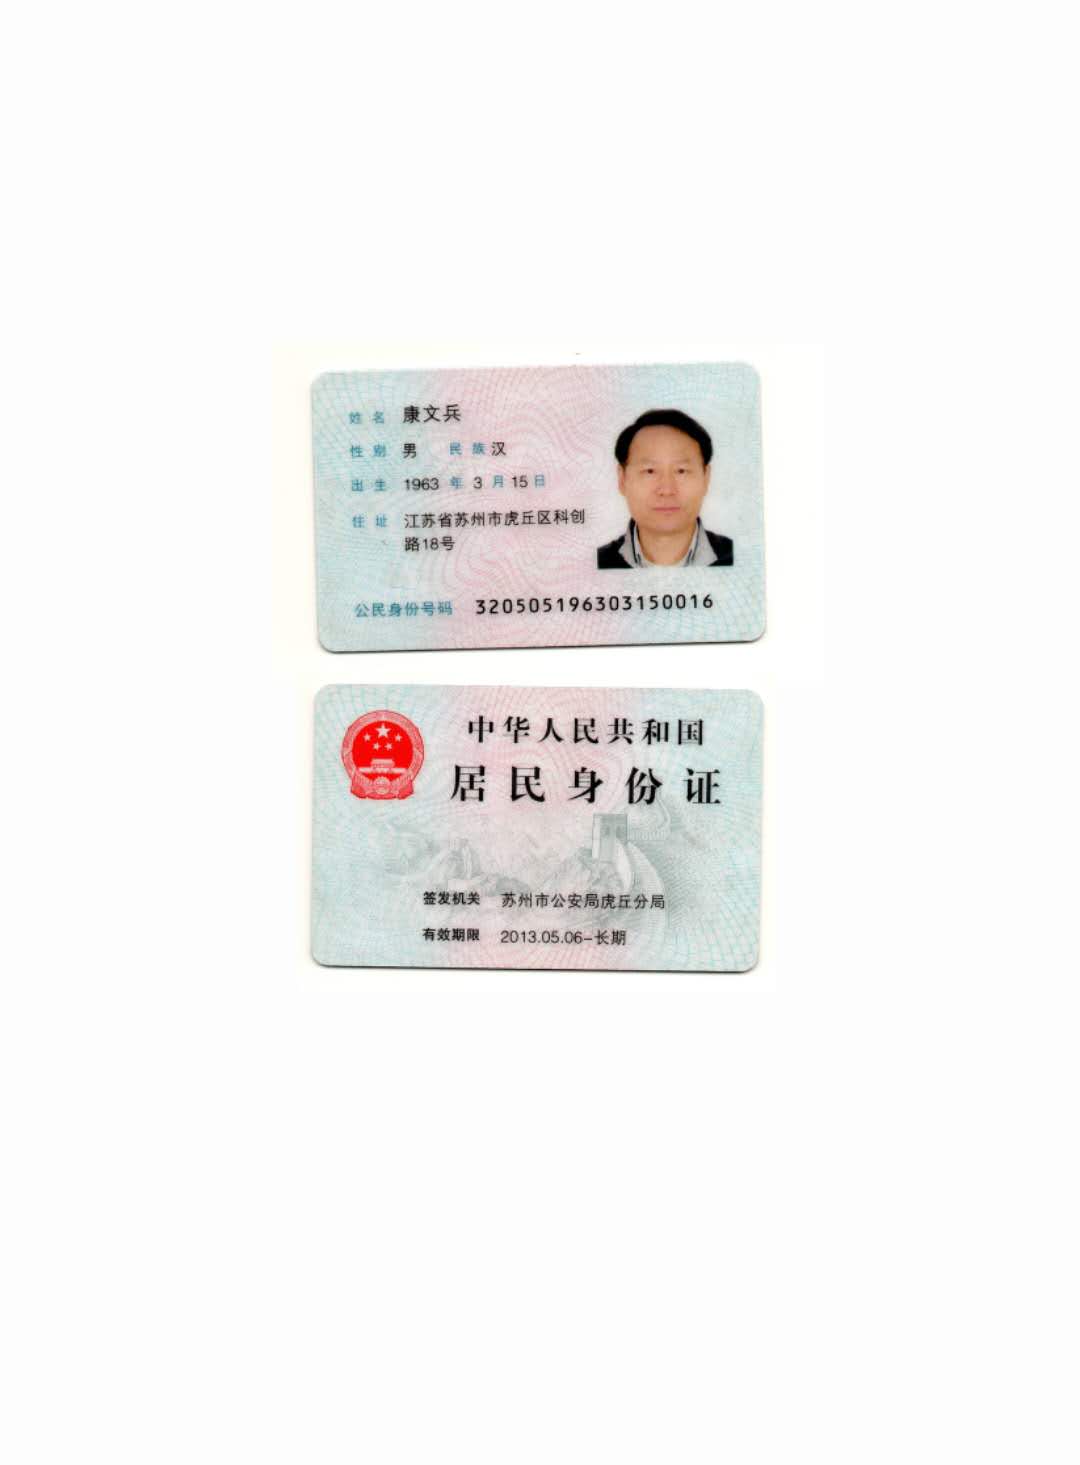 姓名 康文兵
性别 男 民族 汉
出生 1963 年 3 月 15 日
住址 江苏省苏州市虎丘区科创
路18号
公民身份号码 320505196303150016
中华人民共和国
居民身份证
签发机关 苏州市公安局虎丘分局
有效期限 2013.05.06-长期